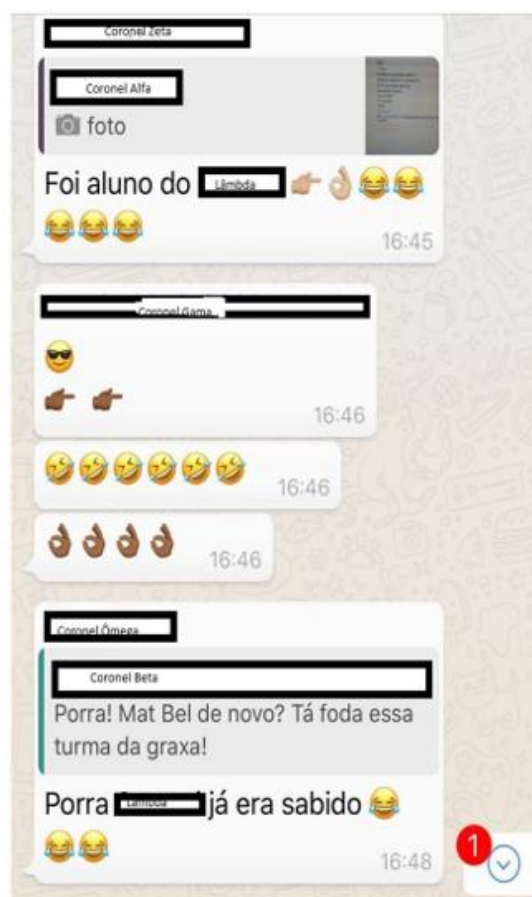 Coronel Zeta
Coronel Alfa
foto
Foi aluno do Lâmbda 👉🏼👌🏼😂😂
😂😂😂
16:45
Coronel Gama
😎
👉🏾 👉🏾
16:46
🤣🤣🤣🤣🤣🤣
16:46
👌🏾👌🏾👌🏾👌🏾
16:46
Coronel Ômega
Coronel Beta
Porra! Mat Bel de novo? Tá foda essa
turma da graxa!
Porra Lâmbda já era sabido 😂
😂😂
16:48
1